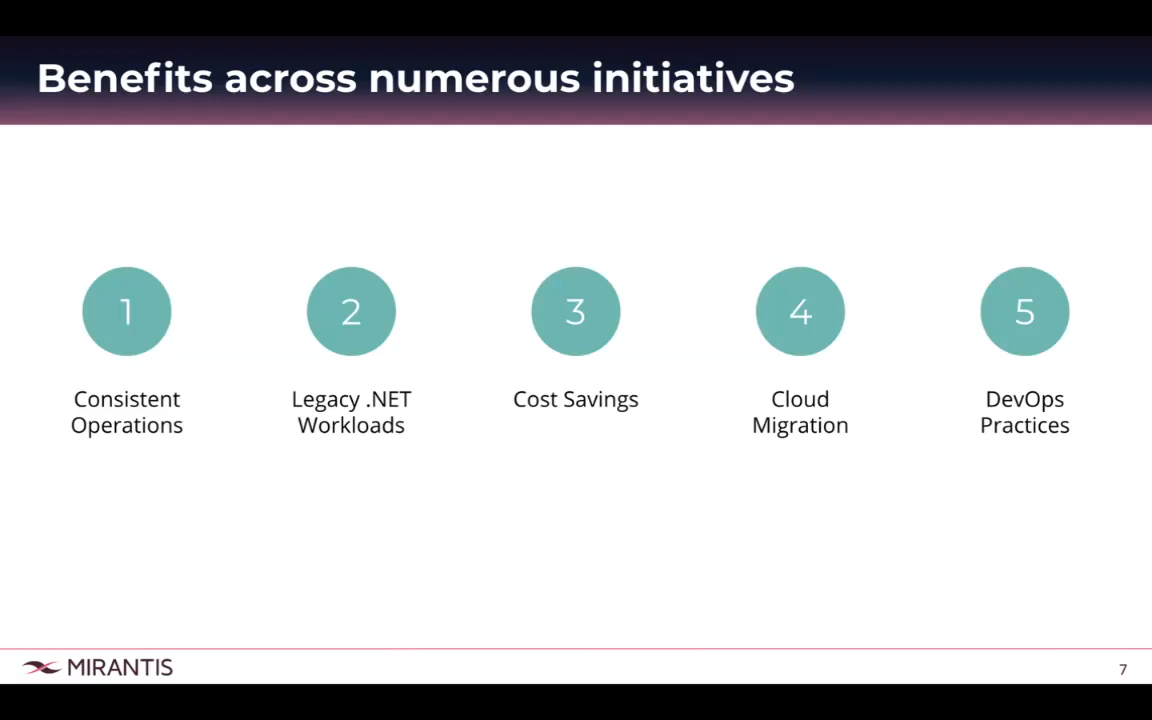 Benefits across numerous initiatives
1
2
3
4
5
Consistent
Operations
Legacy .NET
Workloads
Cost Savings
Cloud
Migration
DevOps
Practices
MIRANTIS
7